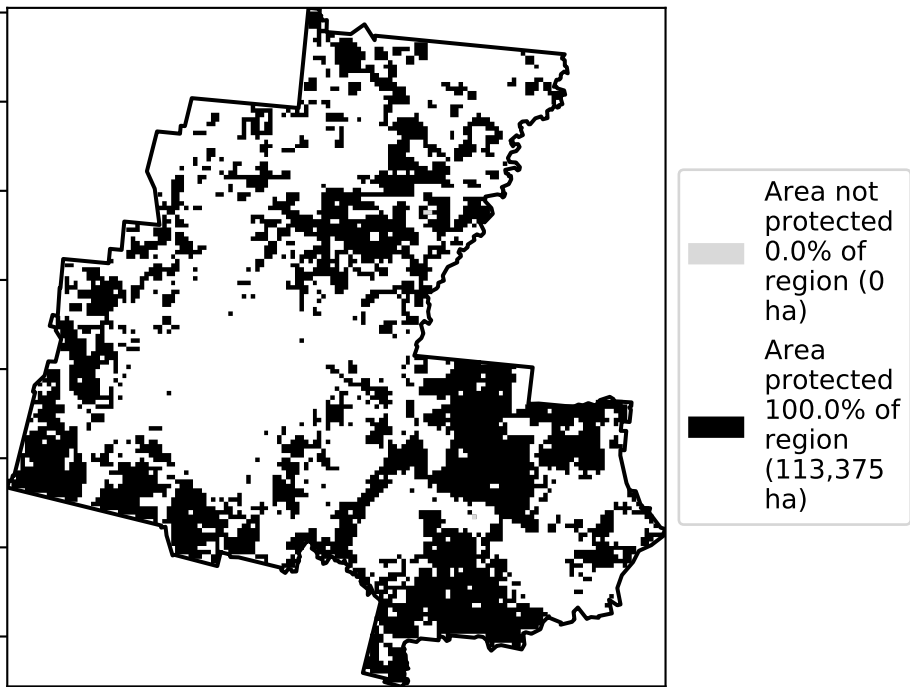 Area not
protected
0.0% of
region (0
ha)
Area
protected
100.0% of
region
(113,375
ha)